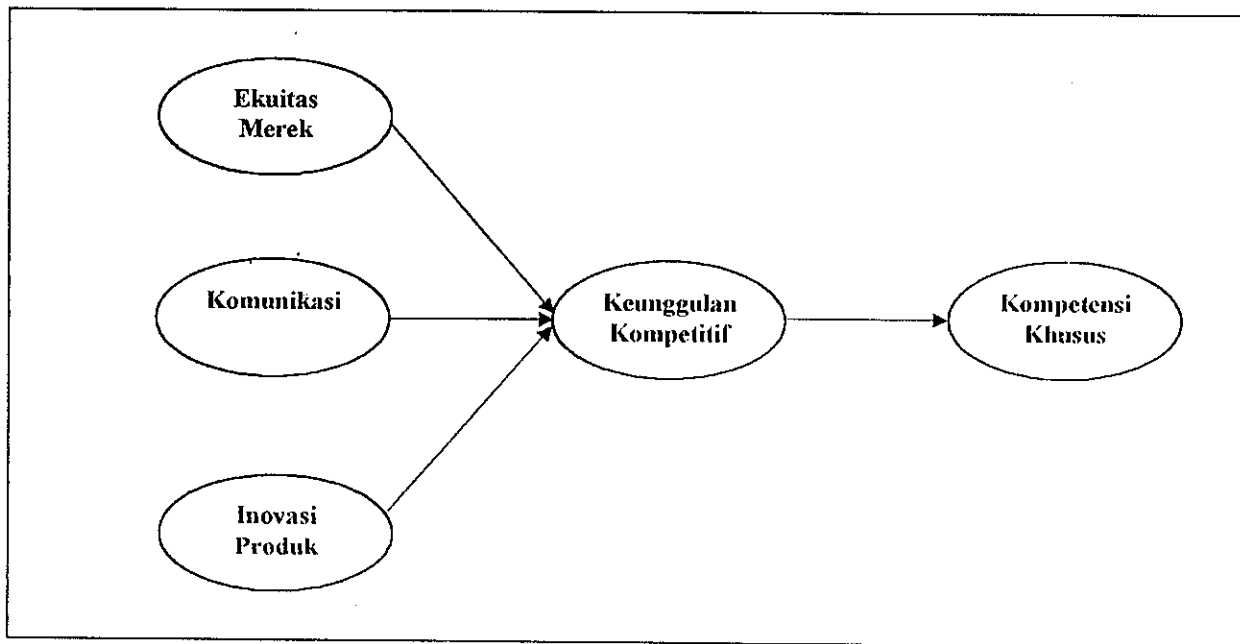 Ekuitas
Merek
Komunikasi
Keunggulan
Kompetitif
Kompetensi
Khusus
Inovasi
Produk